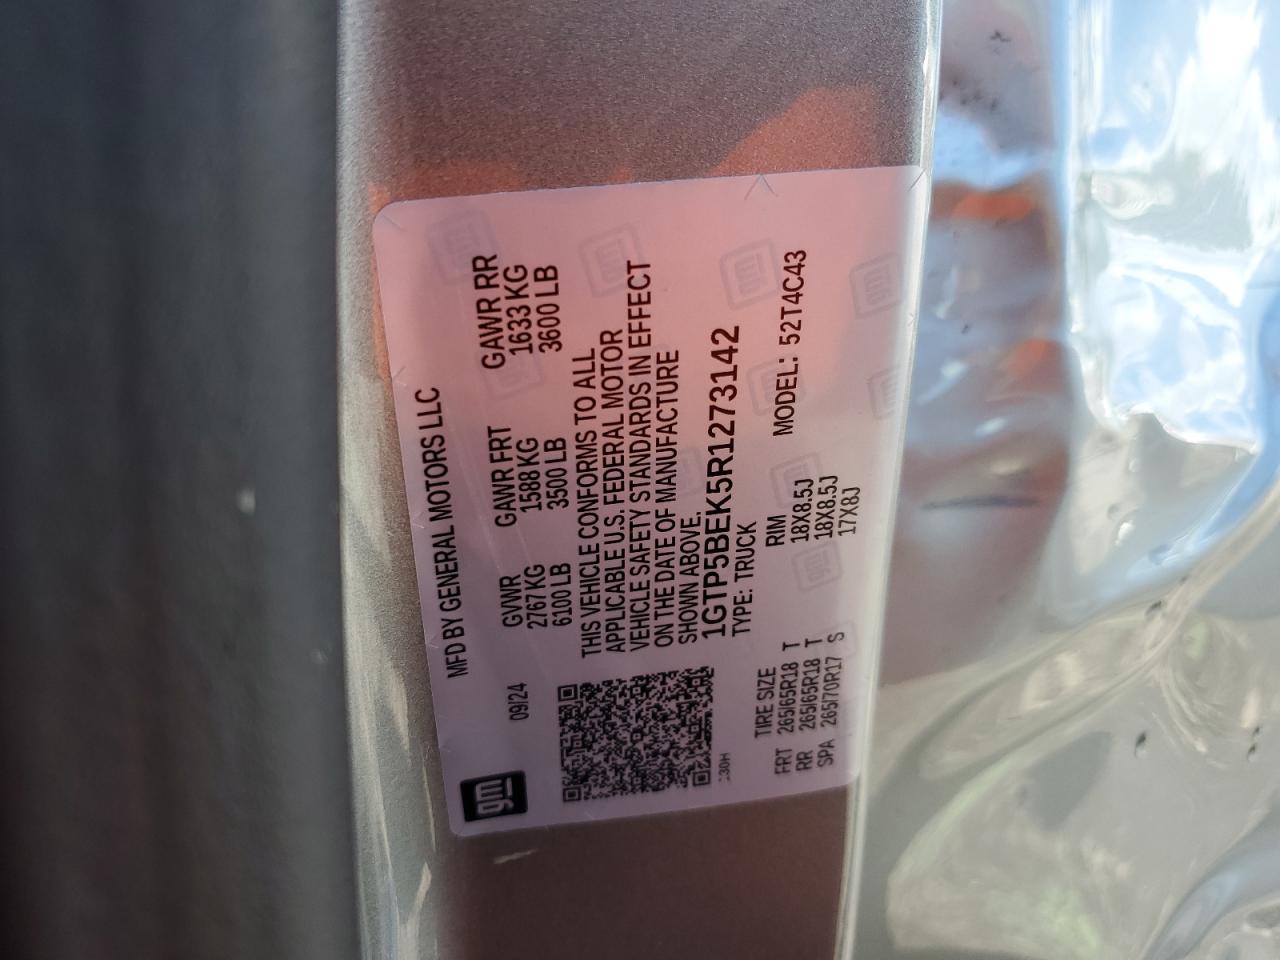 MFD BY GENERAL MOTORS LLC
09/24
GVWR GAWR FRT GAWR RR
2767 KG 1588 KG 1633 KG
6100 LB 3500 LB 3600 LB
THIS VEHICLE CONFORMS TO ALL
APPLICABLE U.S. FEDERAL MOTOR
VEHICLE SAFETY STANDARDS IN EFFECT
ON THE DATE OF MANUFACTURE
SHOWN ABOVE.
1GTP5BEK5R1273142
TYPE: TRUCK
gm
TIRE SIZE RIM MODEL: 52T4C43
FRT 265/65R18 T 18X8.5J
RR 265/65R18 T 18X8.5J
SPA 265/70R17 S 17X8J